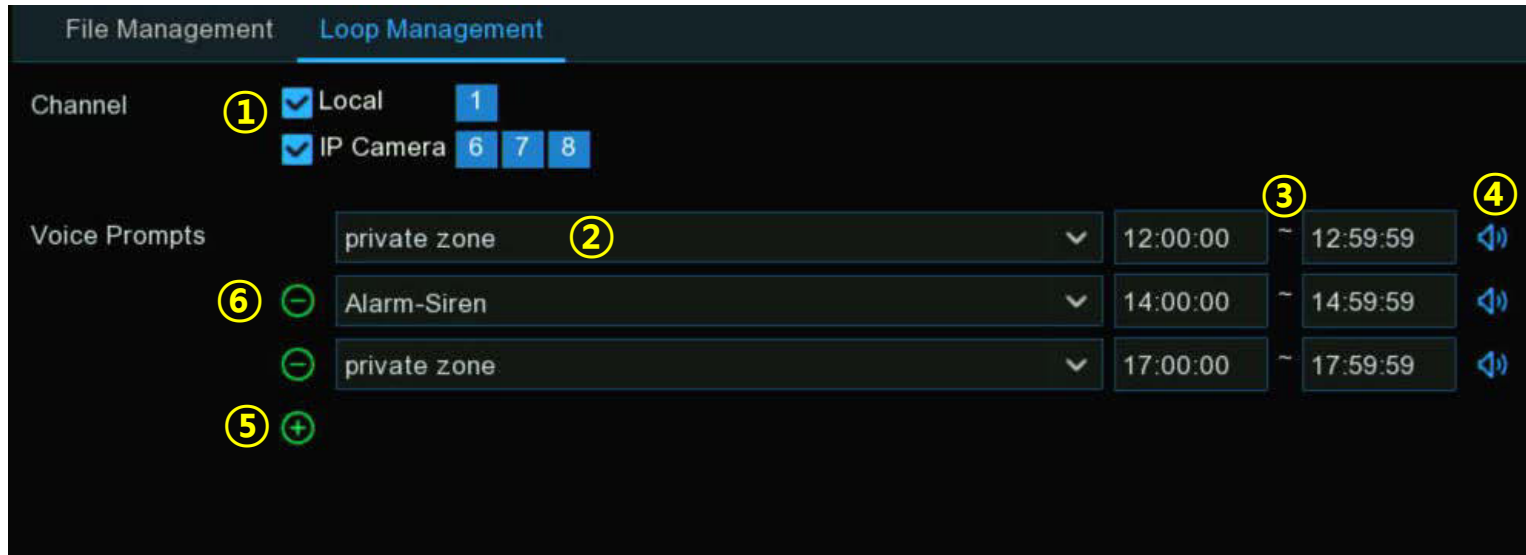 File Management Loop Management
Channel ① Local 1
IP Camera 6 7 8
③ ④
Voice Prompts private zone ② 12:00:00 ~ 12:59:59
⑥ Alarm-Siren 14:00:00 ~ 14:59:59
private zone 17:00:00 ~ 17:59:59
⑤